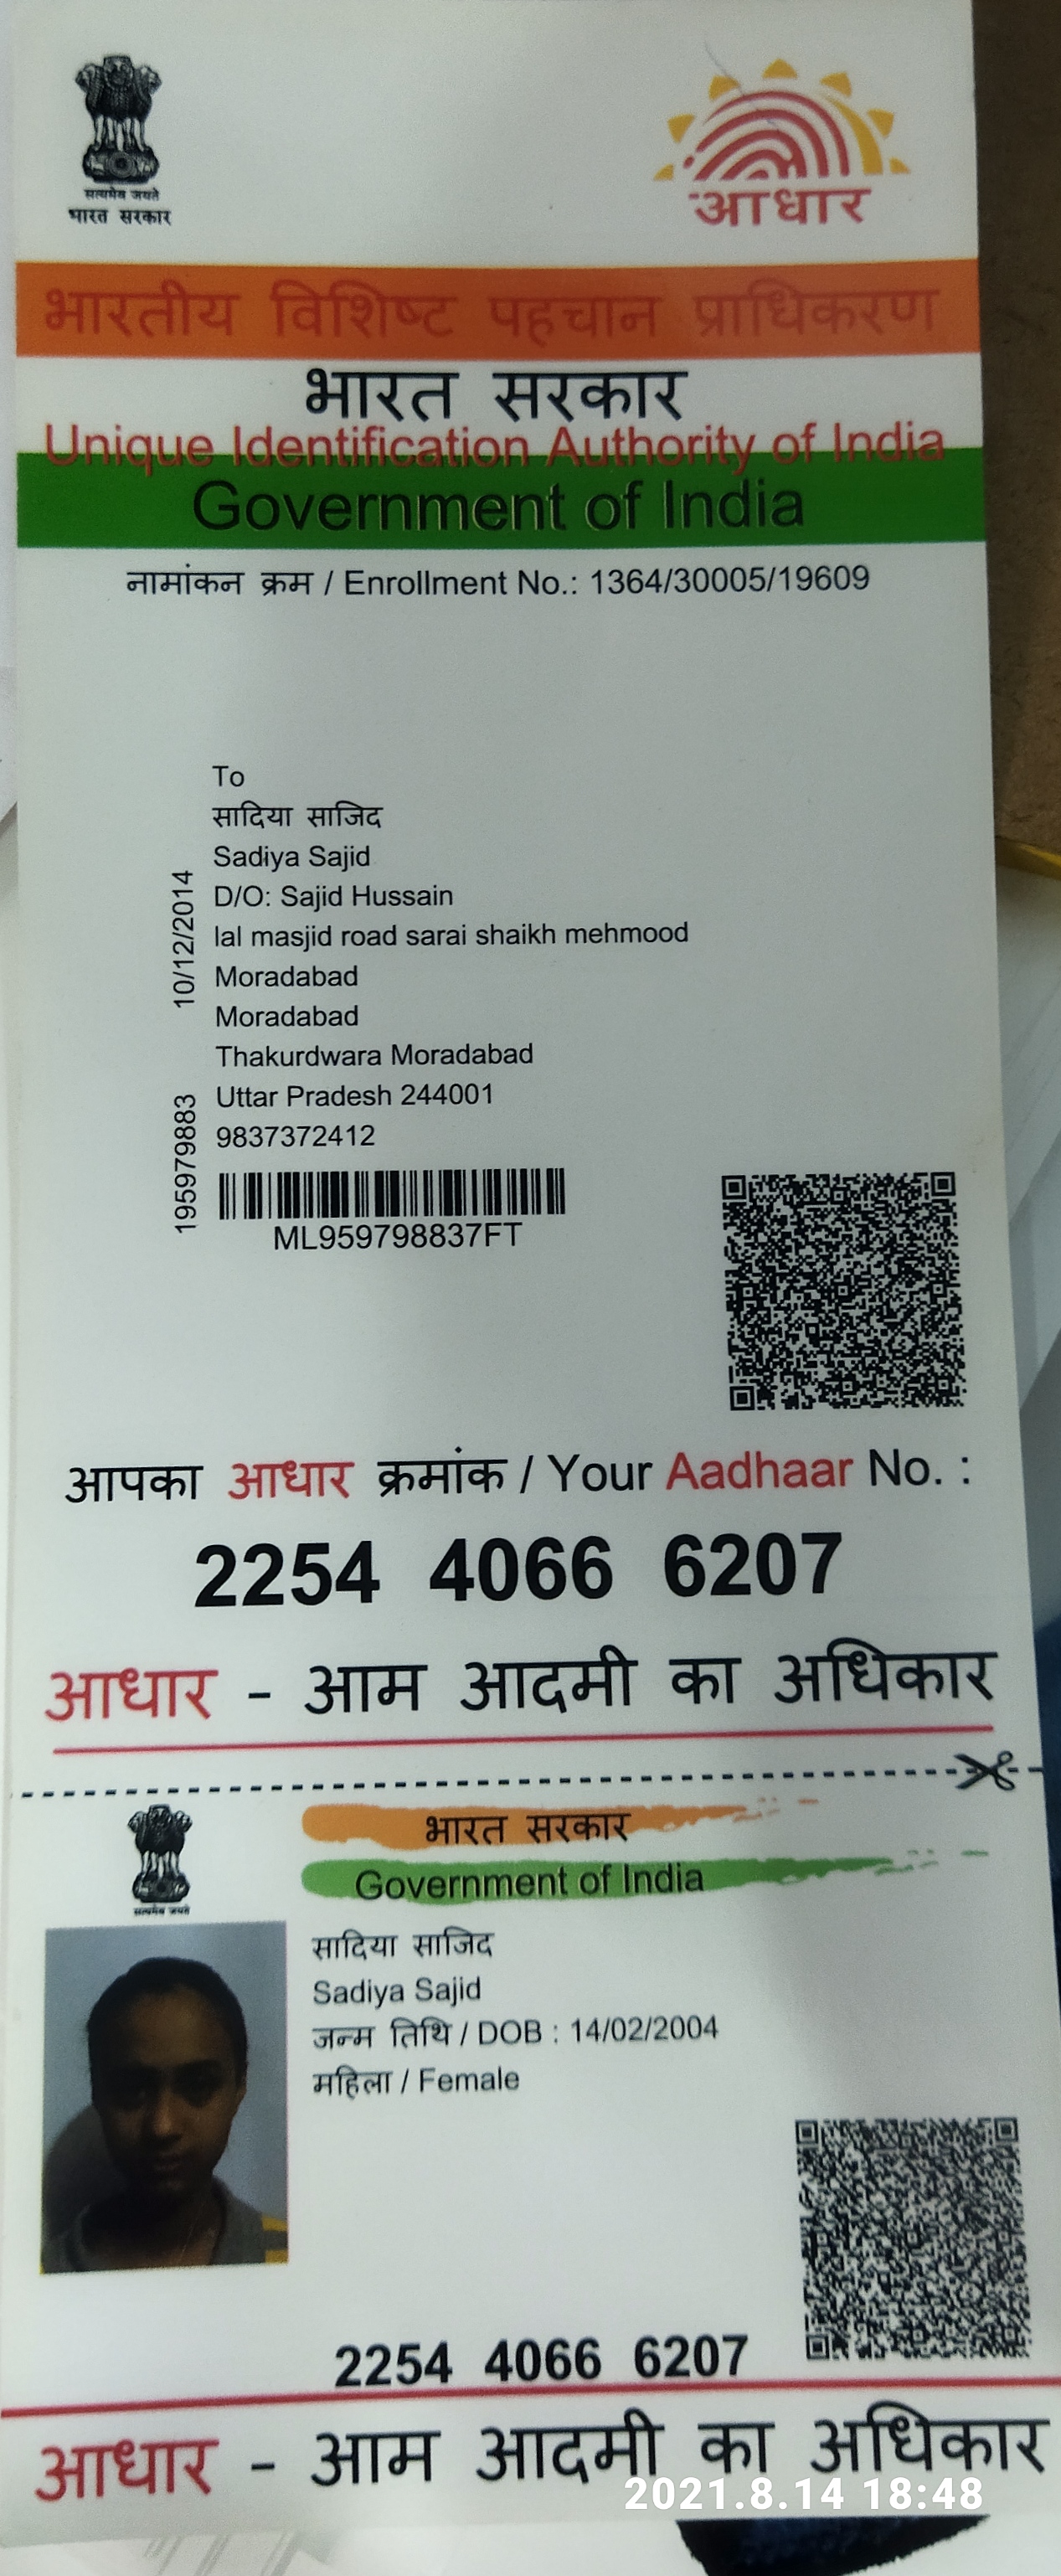 सत्यमेव जयते
भारत सरकार
आधार
भारतीय विशिष्ट पहचान प्राधिकरण
भारत सरकार
Unique Identification Authority of India
Government of India
नामांकन क्रम / Enrollment No.: 1364/30005/19609
To
सादिया साजिद
Sadiya Sajid
D/O: Sajid Hussain
lal masjid road sarai shaikh mehmood
Moradabad
Moradabad
Thakurdwara Moradabad
Uttar Pradesh 244001
9837372412
10/12/2014
195979883
ML959798837FT
आपका आधार क्रमांक / Your Aadhaar No. :
2254 4066 6207
आधार - आम आदमी का अधिकार
सत्यमेव जयते
भारत सरकार
Government of India
सादिया साजिद
Sadiya Sajid
जन्म तिथि / DOB : 14/02/2004
महिला / Female
2254 4066 6207
आधार - आम आदमी का अधिकार
2021.8.14 18:48